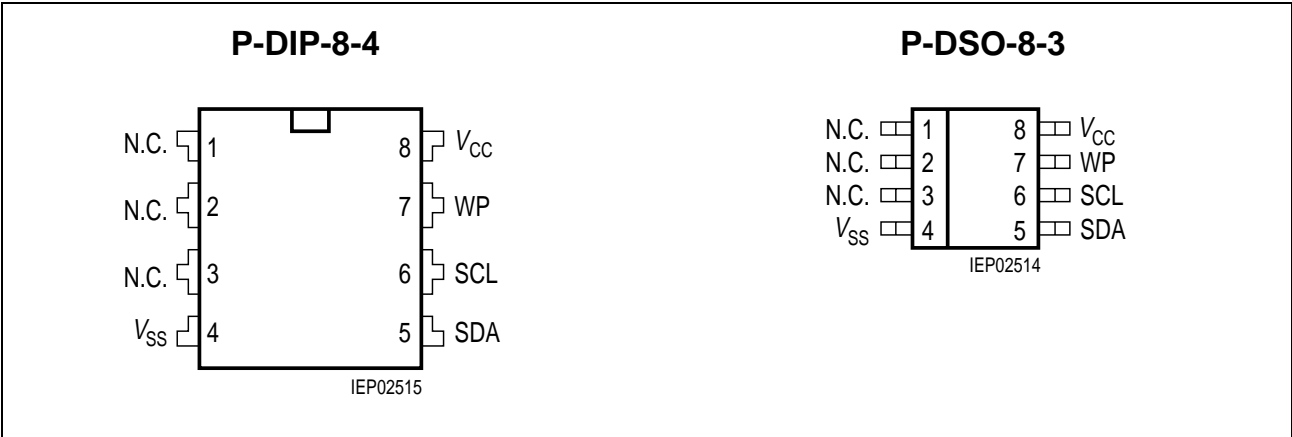 P-DIP-8-4
N.C. 1 8 VCC
N.C. 2 7 WP
N.C. 3 6 SCL
VSS 4 5 SDA
IEP02515
P-DSO-8-3
N.C. 1 8 VCC
N.C. 2 7 WP
N.C. 3 6 SCL
VSS 4 5 SDA
IEP02514